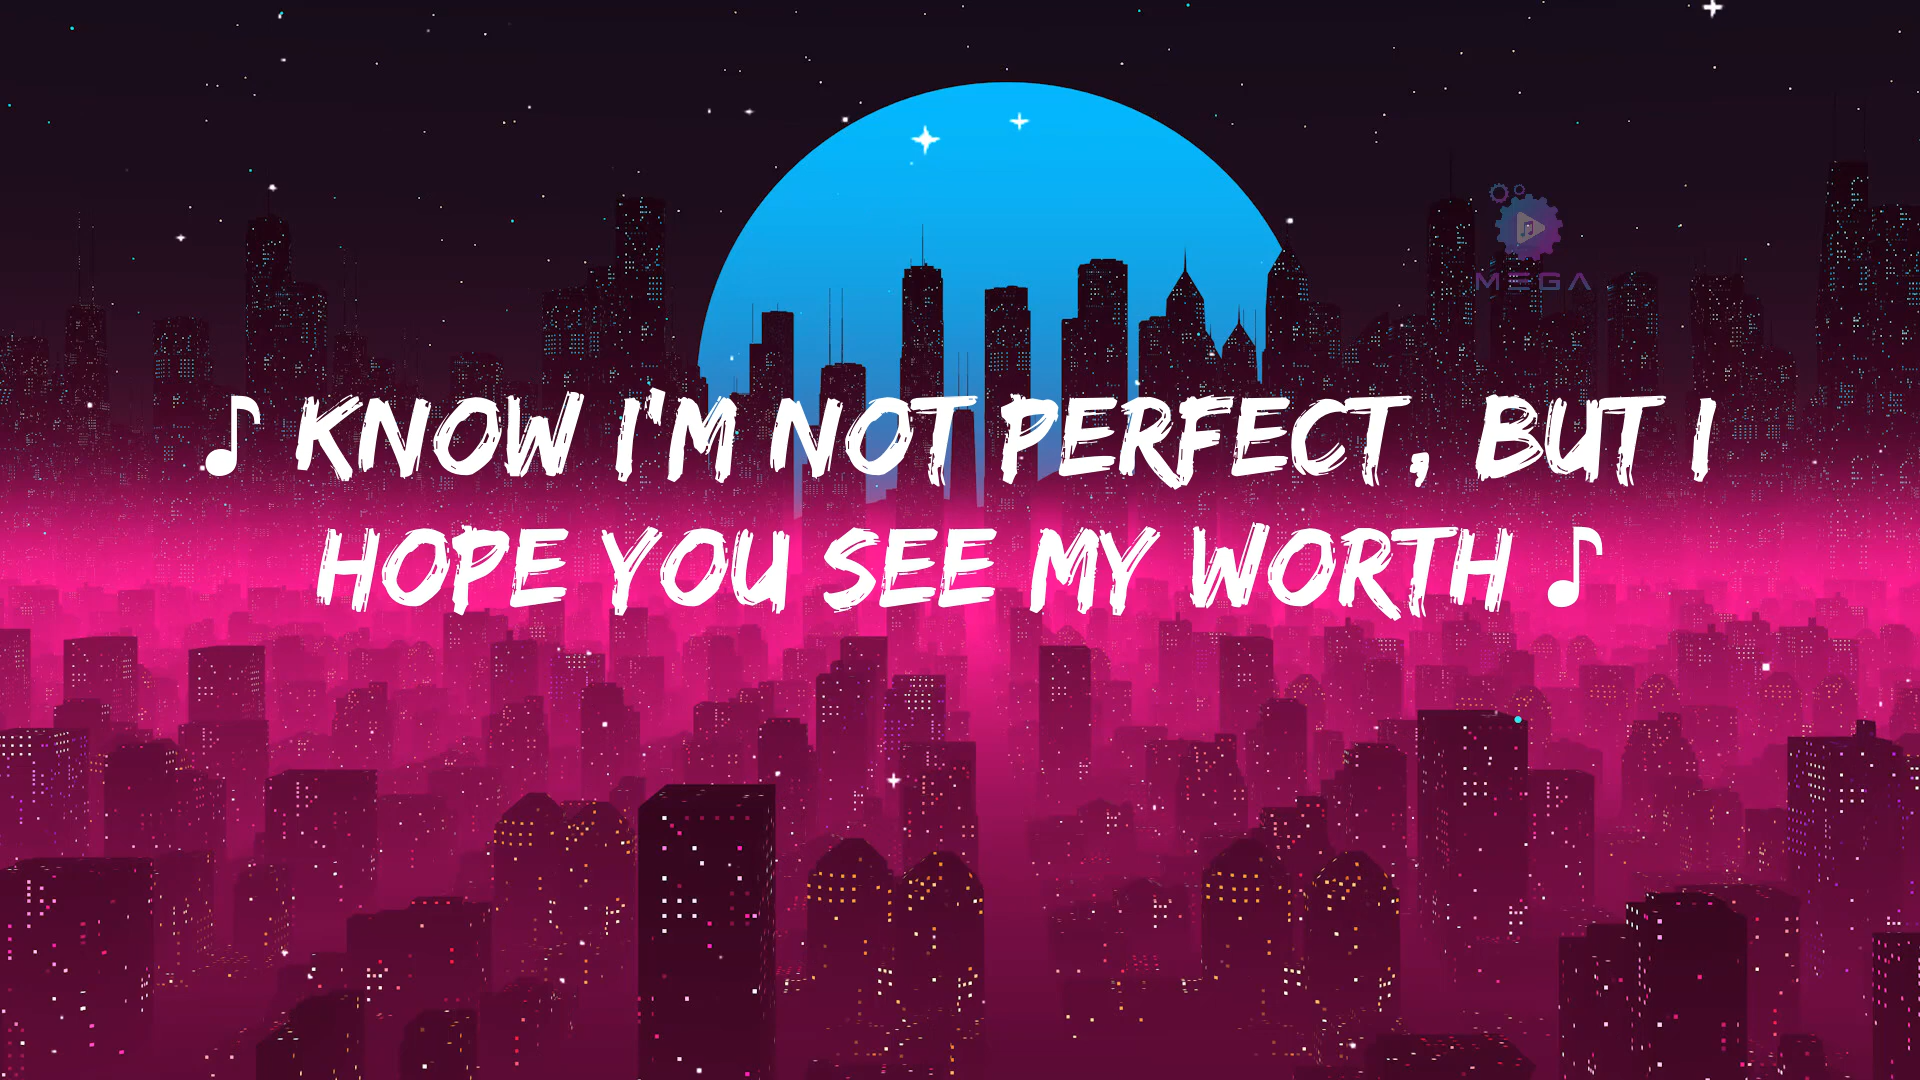 ♪ KNOW I'M NOT PERFECT, BUT I
HOPE YOU SEE MY WORTH ♪
MEGA